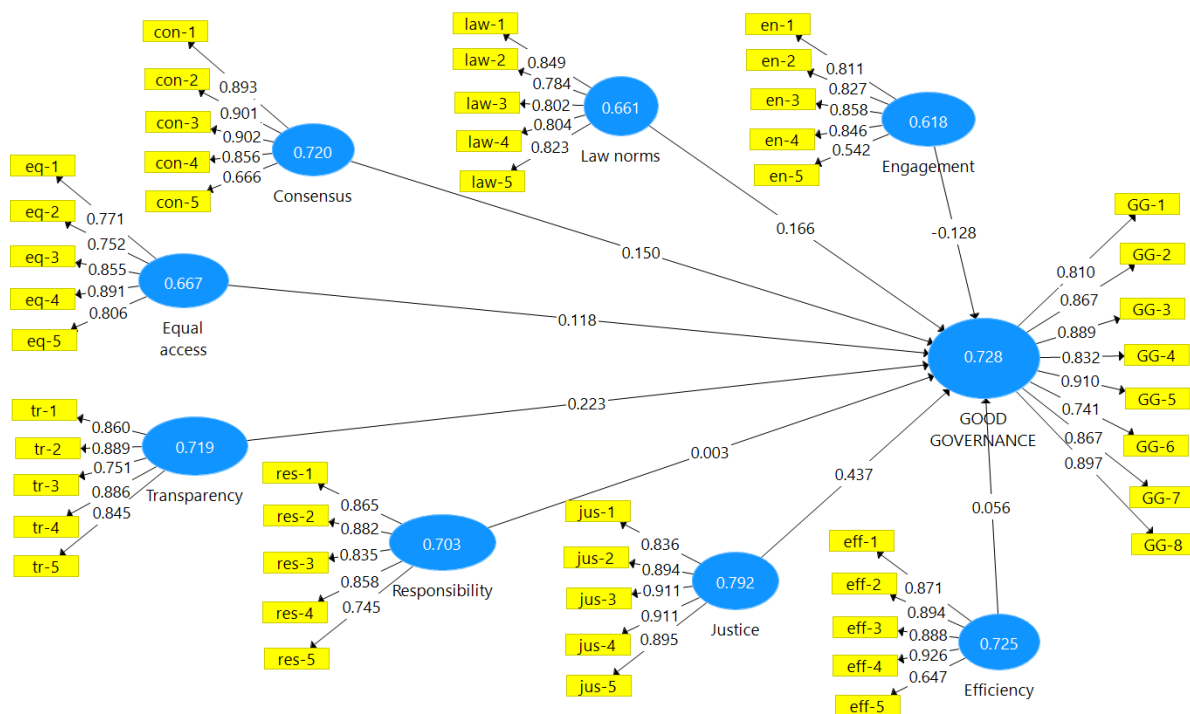 con-1
con-2
con-3
con-4
con-5
0.893
0.901
0.902
0.856
0.666
0.720
Consensus
law-1
law-2
law-3
law-4
law-5
0.849
0.784
0.802
0.804
0.823
0.661
Law norms
en-1
en-2
en-3
en-4
en-5
0.811
0.827
0.858
0.846
0.542
0.618
Engagement
eq-1
eq-2
eq-3
eq-4
eq-5
0.771
0.752
0.855
0.891
0.806
0.667
Equal
access
0.150
0.166
-0.128
0.118
0.223
0.003
0.437
0.056
0.728
GOOD
GOVERNANCE
GG-1
GG-2
GG-3
GG-4
GG-5
GG-6
GG-7
GG-8
0.810
0.867
0.889
0.832
0.910
0.741
0.867
0.897
tr-1
tr-2
tr-3
tr-4
tr-5
0.860
0.889
0.751
0.886
0.845
0.719
Transparency
res-1
res-2
res-3
res-4
res-5
0.865
0.882
0.835
0.858
0.745
0.703
Responsibility
jus-1
jus-2
jus-3
jus-4
jus-5
0.836
0.894
0.911
0.911
0.895
0.792
Justice
eff-1
eff-2
eff-3
eff-4
eff-5
0.871
0.894
0.888
0.926
0.647
0.725
Efficiency